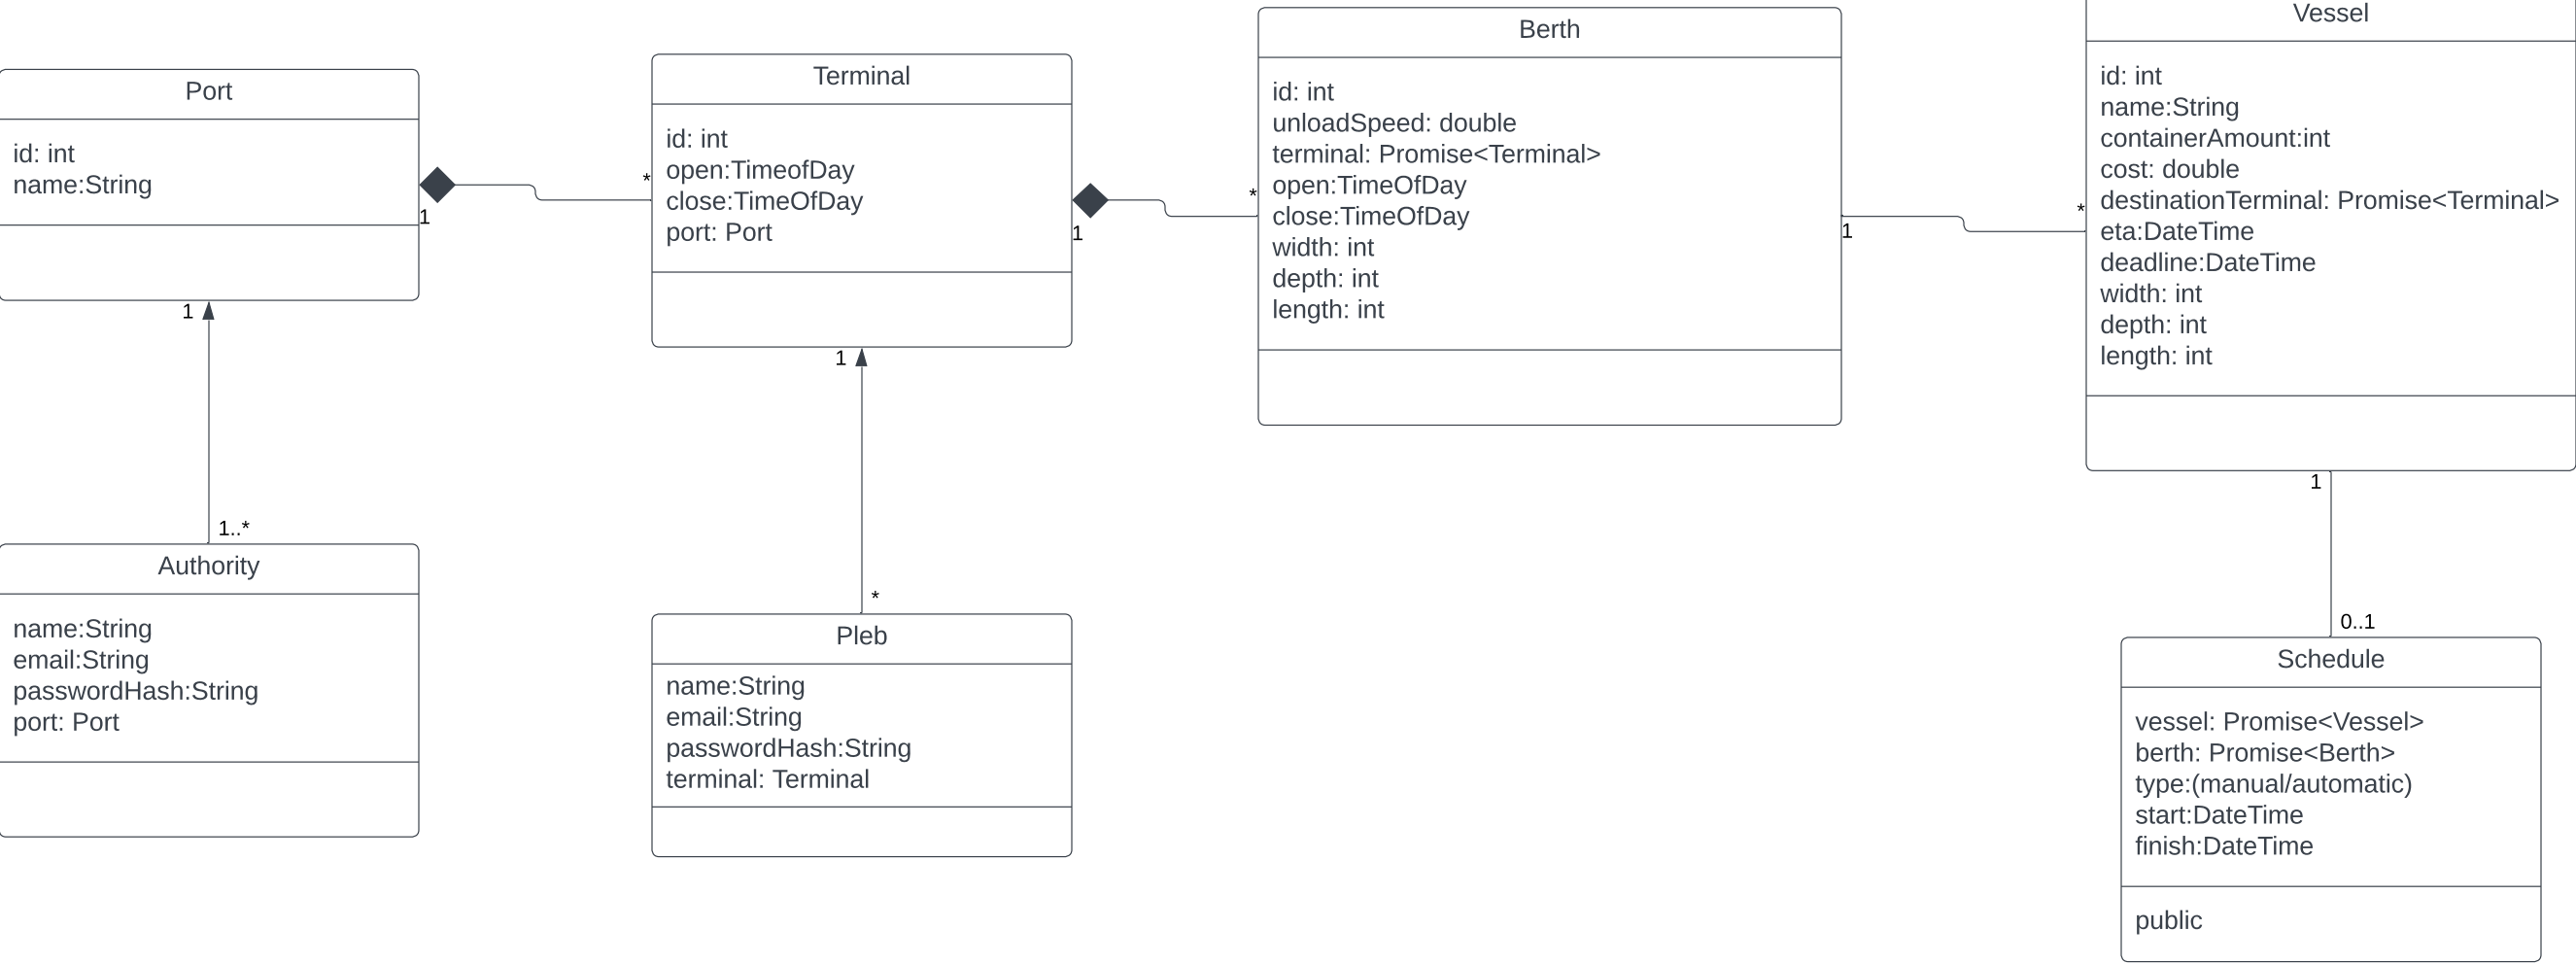 Port
id: int
name:String
1
1
Terminal
id: int
open:TimeofDay
close:TimeOfDay
port: Port
*
1
1
Berth
id: int
unloadSpeed: double
terminal: Promise<Terminal>
open:TimeOfDay
close:TimeOfDay
width: int
depth: int
length: int
*
1
Vessel
id: int
name:String
containerAmount:int
cost: double
destinationTerminal: Promise<Terminal>
eta:DateTime
deadline:DateTime
width: int
depth: int
length: int
*
1
1..*
Authority
name:String
email:String
passwordHash:String
port: Port
*
Pleb
name:String
email:String
passwordHash:String
terminal: Terminal
0..1
Schedule
vessel: Promise<Vessel>
berth: Promise<Berth>
type:(manual/automatic)
start:DateTime
finish:DateTime
public